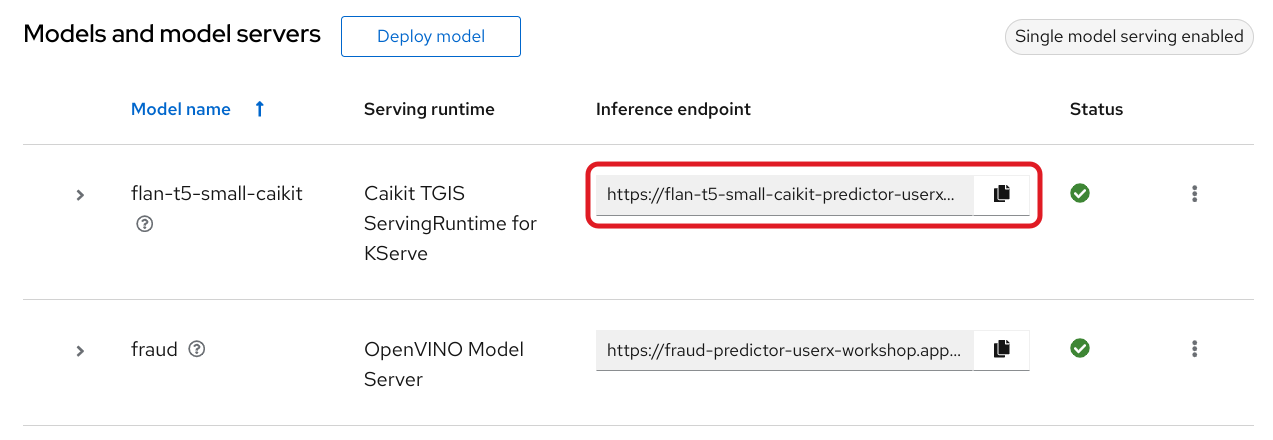 Models and model servers
Deploy model
Single model serving enabled
Model name
Serving runtime
Inference endpoint
Status
flan-t5-small-caikit
Caikit TGIS
ServingRuntime for
KServe
https://flan-t5-small-caikit-predictor-userx...
fraud
OpenVINO Model
Server
https://fraud-predictor-userx-workshop.app...